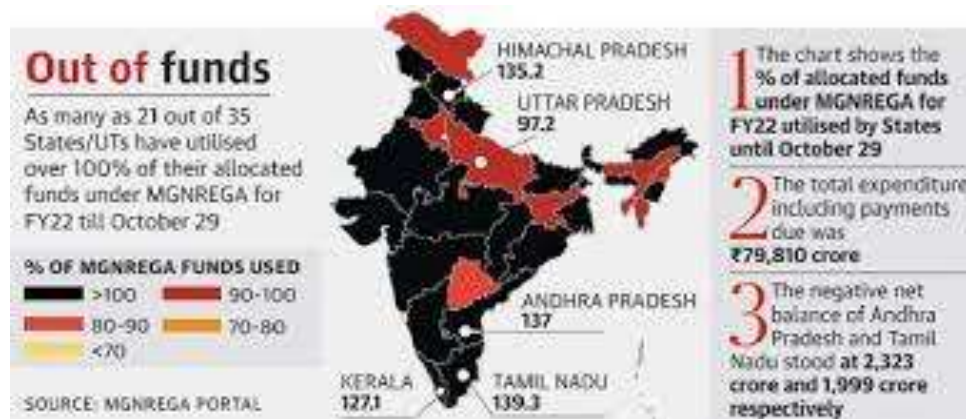 Out of funds
As many as 21 out of 35
States/UTs have utilised
over 100% of their allocated
funds under MGNREGA for
FY22 till October 29
% OF MGNREGA FUNDS USED
>100
90-100
80-90
70-80
<70
SOURCE: MGNREGA PORTAL
HIMACHAL PRADESH
135.2
UTTAR PRADESH
97.2
ANDHRA PRADESH
137
KERALA
127.1
TAMIL NADU
139.3
1 The chart shows the
% of allocated funds
under MGNREGA for
FY22 utilised by States
until October 29
2 The total expenditure
including payments
due was
₹79,810 crore
3 The negative net
balance of Andhra
Pradesh and Tamil
Nadu stood at 2,323
crore and 1,999 crore
respectively